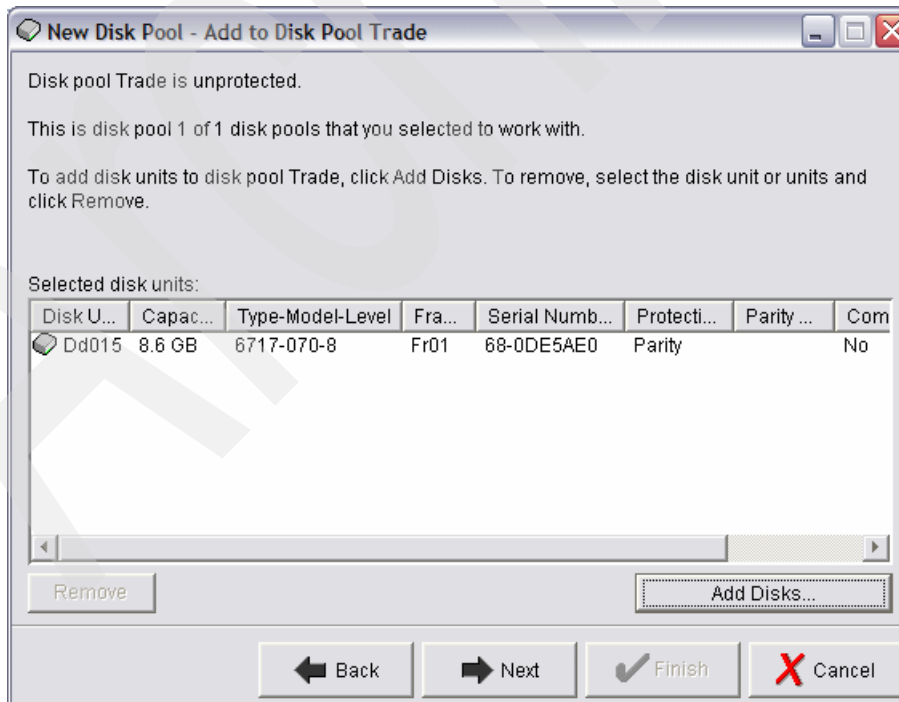 New Disk Pool - Add to Disk Pool Trade
Disk pool Trade is unprotected.
This is disk pool 1 of 1 disk pools that you selected to work with.
To add disk units to disk pool Trade, click Add Disks. To remove, select the disk unit or units and
click Remove.
Selected disk units:
Disk U... Capac... Type-Model-Level Fra... Serial Numb... Protecti... Parity ... Com
Dd015 8.6 GB 6717-070-8 Fr01 68-0DE5AE0 Parity No
Remove Add Disks...
Back Next Finish Cancel